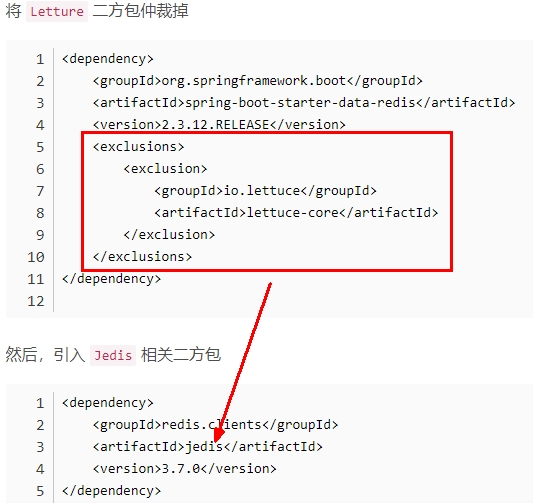 将 Letture 二方包仲裁掉
1 <dependency>
2 <groupId>org.springframework.boot</groupId>
3 <artifactId>spring-boot-starter-data-redis</artifactId>
4 <version>2.3.12.RELEASE</version>
5 <exclusions>
6 <exclusion>
7 <groupId>io.lettuce</groupId>
8 <artifactId>lettuce-core</artifactId>
9 </exclusion>
10 </exclusions>
11 </dependency>
12
然后，引入 Jedis 相关二方包
1 <dependency>
2 <groupId>redis.clients</groupId>
3 <artifactId>jedis</artifactId>
4 <version>3.7.0</version>
5 </dependency>